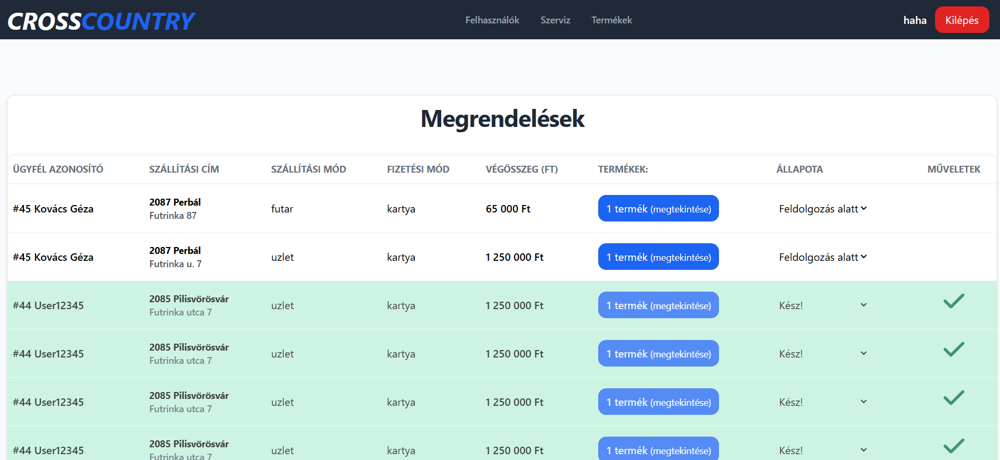 CROSSCOUNTRY Felhasználók Szerviz Termékek haha Kilépés
Megrendelések
ÜGYFÉL AZONOSÍTÓ SZÁLLÍTÁSI CÍM SZÁLLÍTÁSI MÓD FIZETÉSI MÓD VÉGÖSSZEG (FT) TERMÉKEK: ÁLLAPOTA MŰVELETEK
#45 Kovács Géza 2087 Perbál futar kartya 65 000 Ft 1 termék (megtekintése) Feldolgozás alatt
Futrinka 87
#45 Kovács Géza 2087 Perbál uzlet kartya 1 250 000 Ft 1 termék (megtekintése) Feldolgozás alatt
Futrinka u. 7
#44 User12345 2085 Pilisvörösvár uzlet kartya 1 250 000 Ft 1 termék (megtekintése) Kész!
Futrinka utca 7
#44 User12345 2085 Pilisvörösvár uzlet kartya 1 250 000 Ft 1 termék (megtekintése) Kész!
Futrinka utca 7
#44 User12345 2085 Pilisvörösvár uzlet kartya 1 250 000 Ft 1 termék (megtekintése) Kész!
Futrinka utca 7
#44 User12345 2085 Pilisvörösvár uzlet kartya 1 250 000 Ft 1 termék (megtekintése) Kész!
Futrinka utca 7